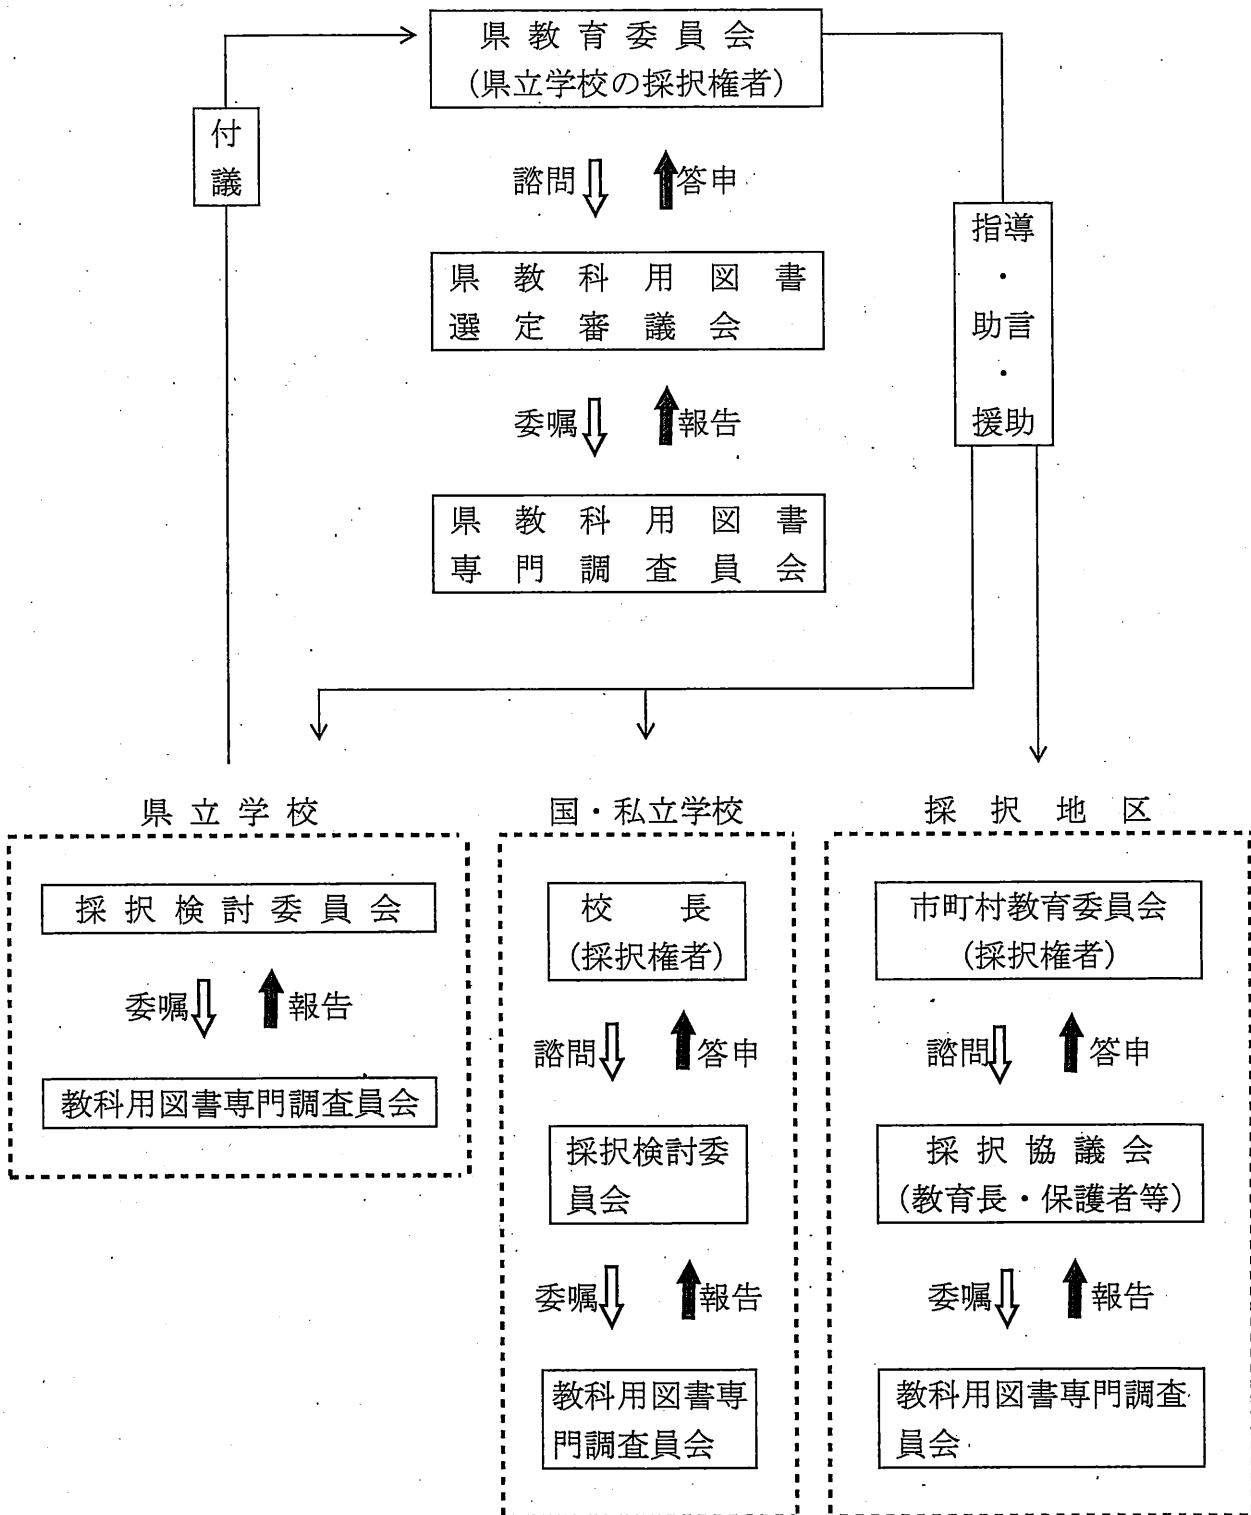 県教育委員会
(県立学校の採択権者)
付
議
諮問
答申
指導
・
助言
・
援助
県教科用図書
選定審議会
委嘱
報告
県教科用図書
専門調査員会
県立学校
国・私立学校
採択地区
採択検討委員会
委嘱
報告
教科用図書専門調査員会
校長
(採択権者)
諮問
答申
採択検討委
員会
委嘱
報告
教科用図書専
門調査員会
市町村教育委員会
(採択権者)
諮問
答申
採択協議会
(教育長・保護者等)
委嘱
報告
教科用図書専門調査
員会